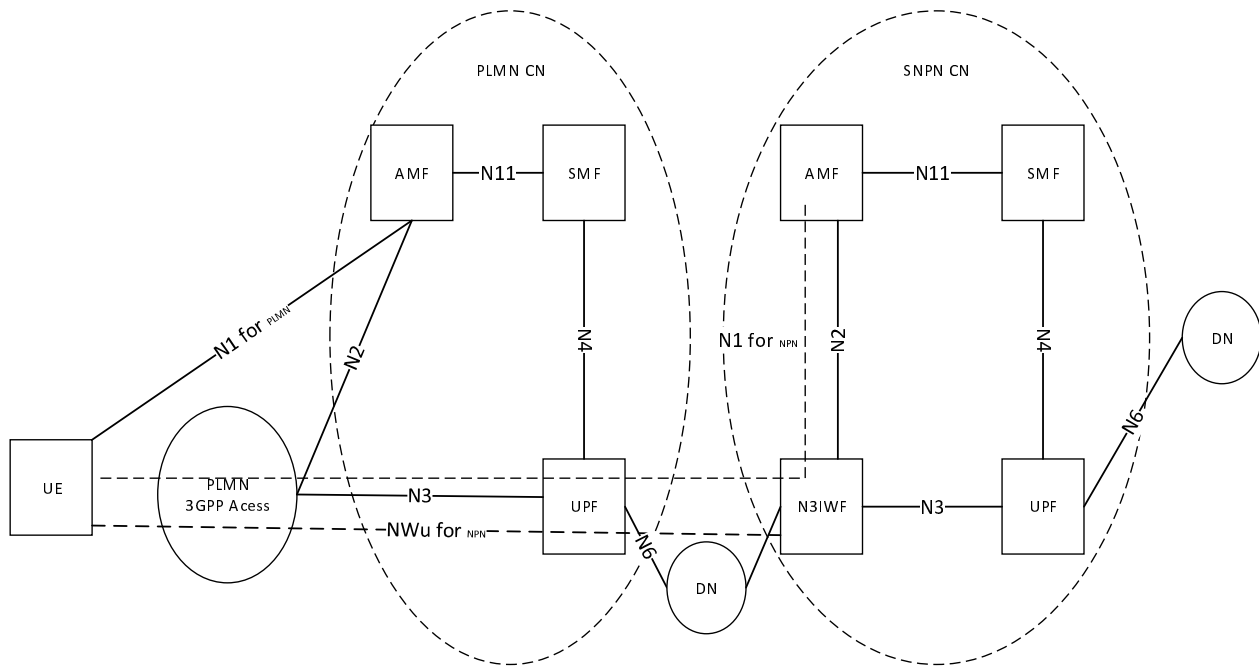 PLMN CN
SNPN CN
AMF
N11
SMF
AMF
N11
SMF
N1 for PLMN
N2
N4
N1 for NPN
N2
N4
DN
N6
UE
PLMN
3GPP Acess
N3
UPF
N3IWF
N3
UPF
NWu for NPN
N6
DN